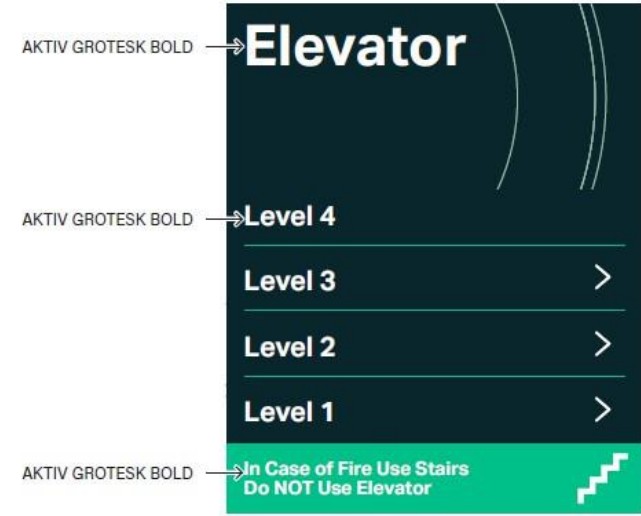 AKTIV GROTESK BOLD
Elevator
AKTIV GROTESK BOLD
Level 4
Level 3
Level 2
Level 1
AKTIV GROTESK BOLD
In Case of Fire Use Stairs
Do NOT Use Elevator